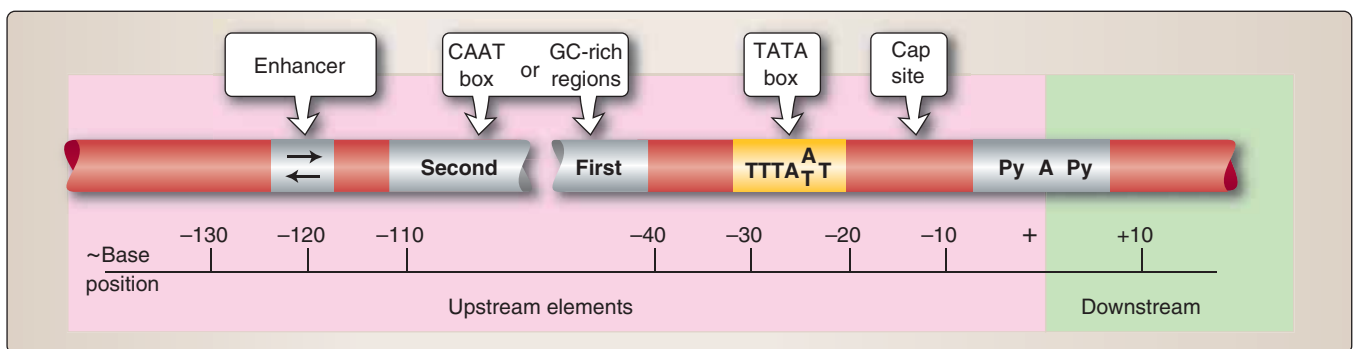 Enhancer
CAAT box
or
GC-rich regions
TATA box
Cap site
→
←
Second
First
TTTA A/T T
Py A Py
–130 –120 –110 –40 –30 –20 –10 + +10
~Base position
Upstream elements
Downstream